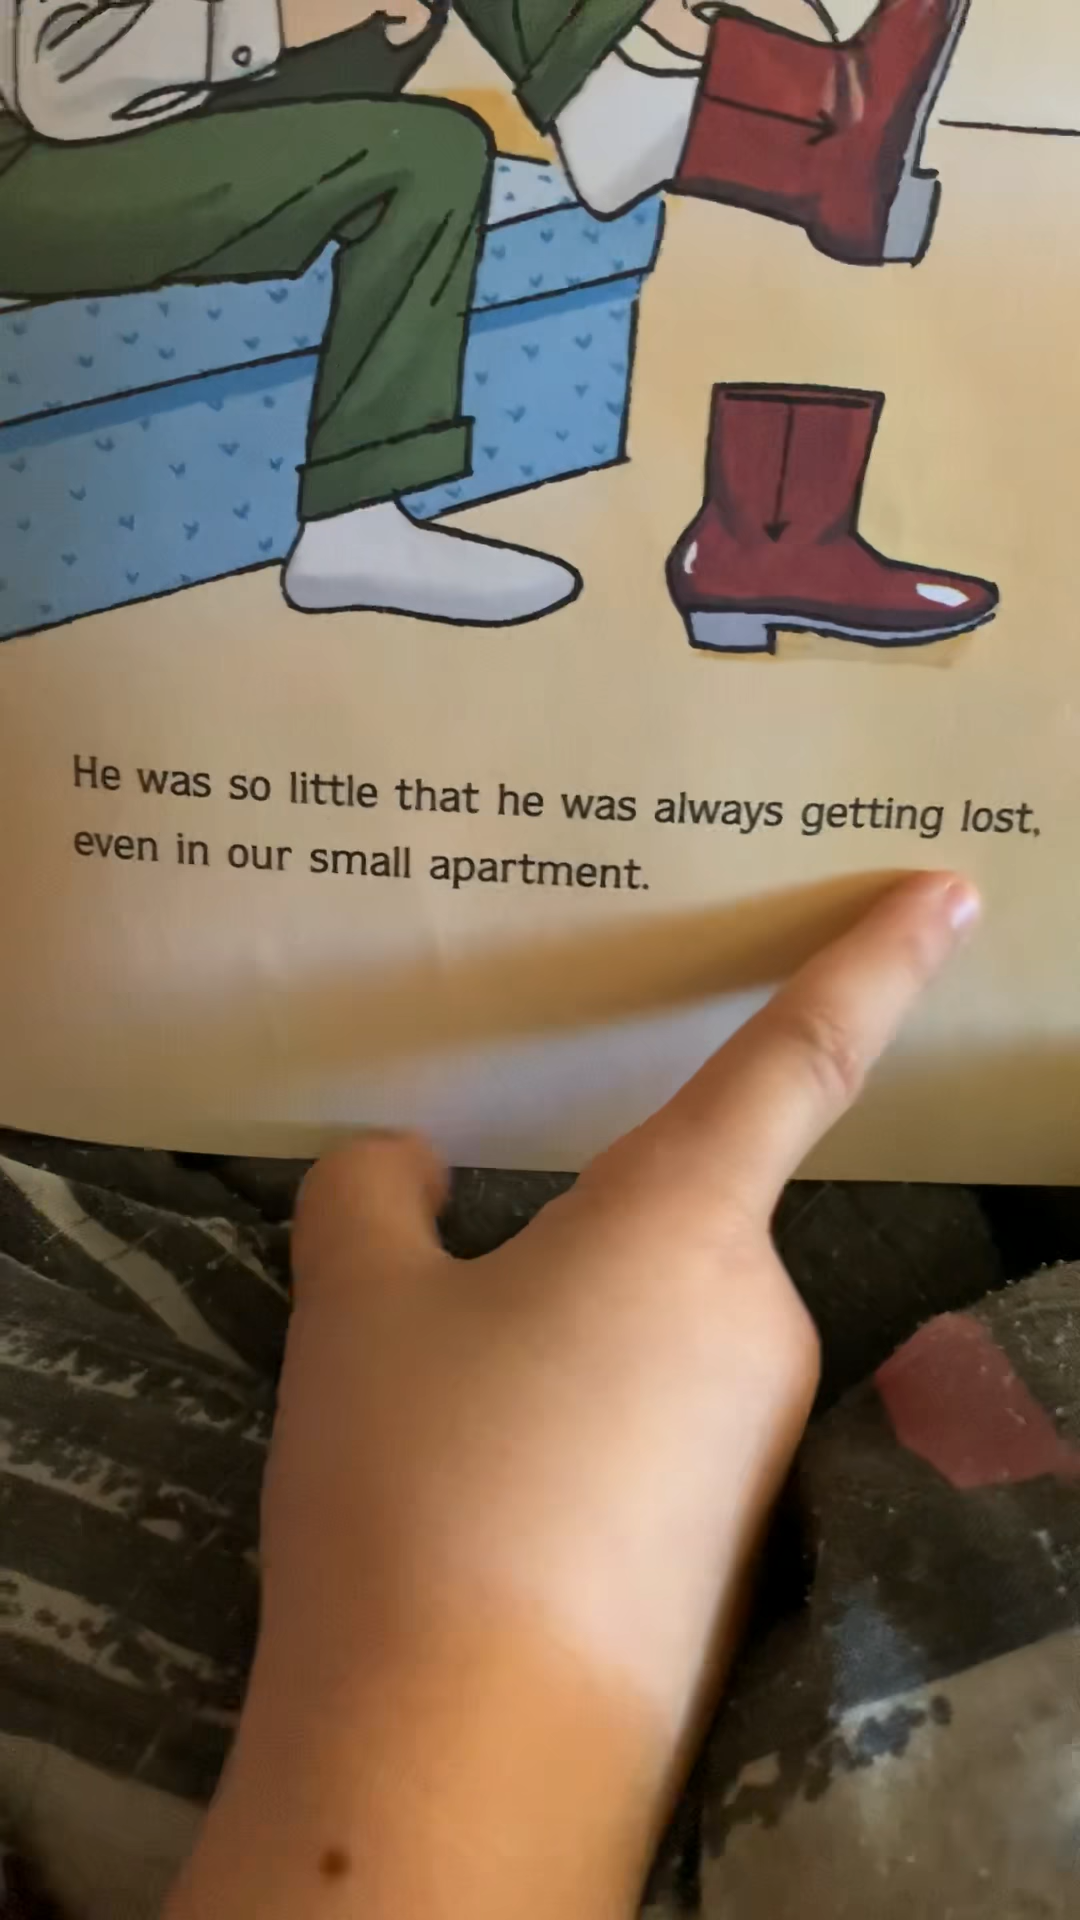 He was so little that he was always getting lost,
even in our small apartment.